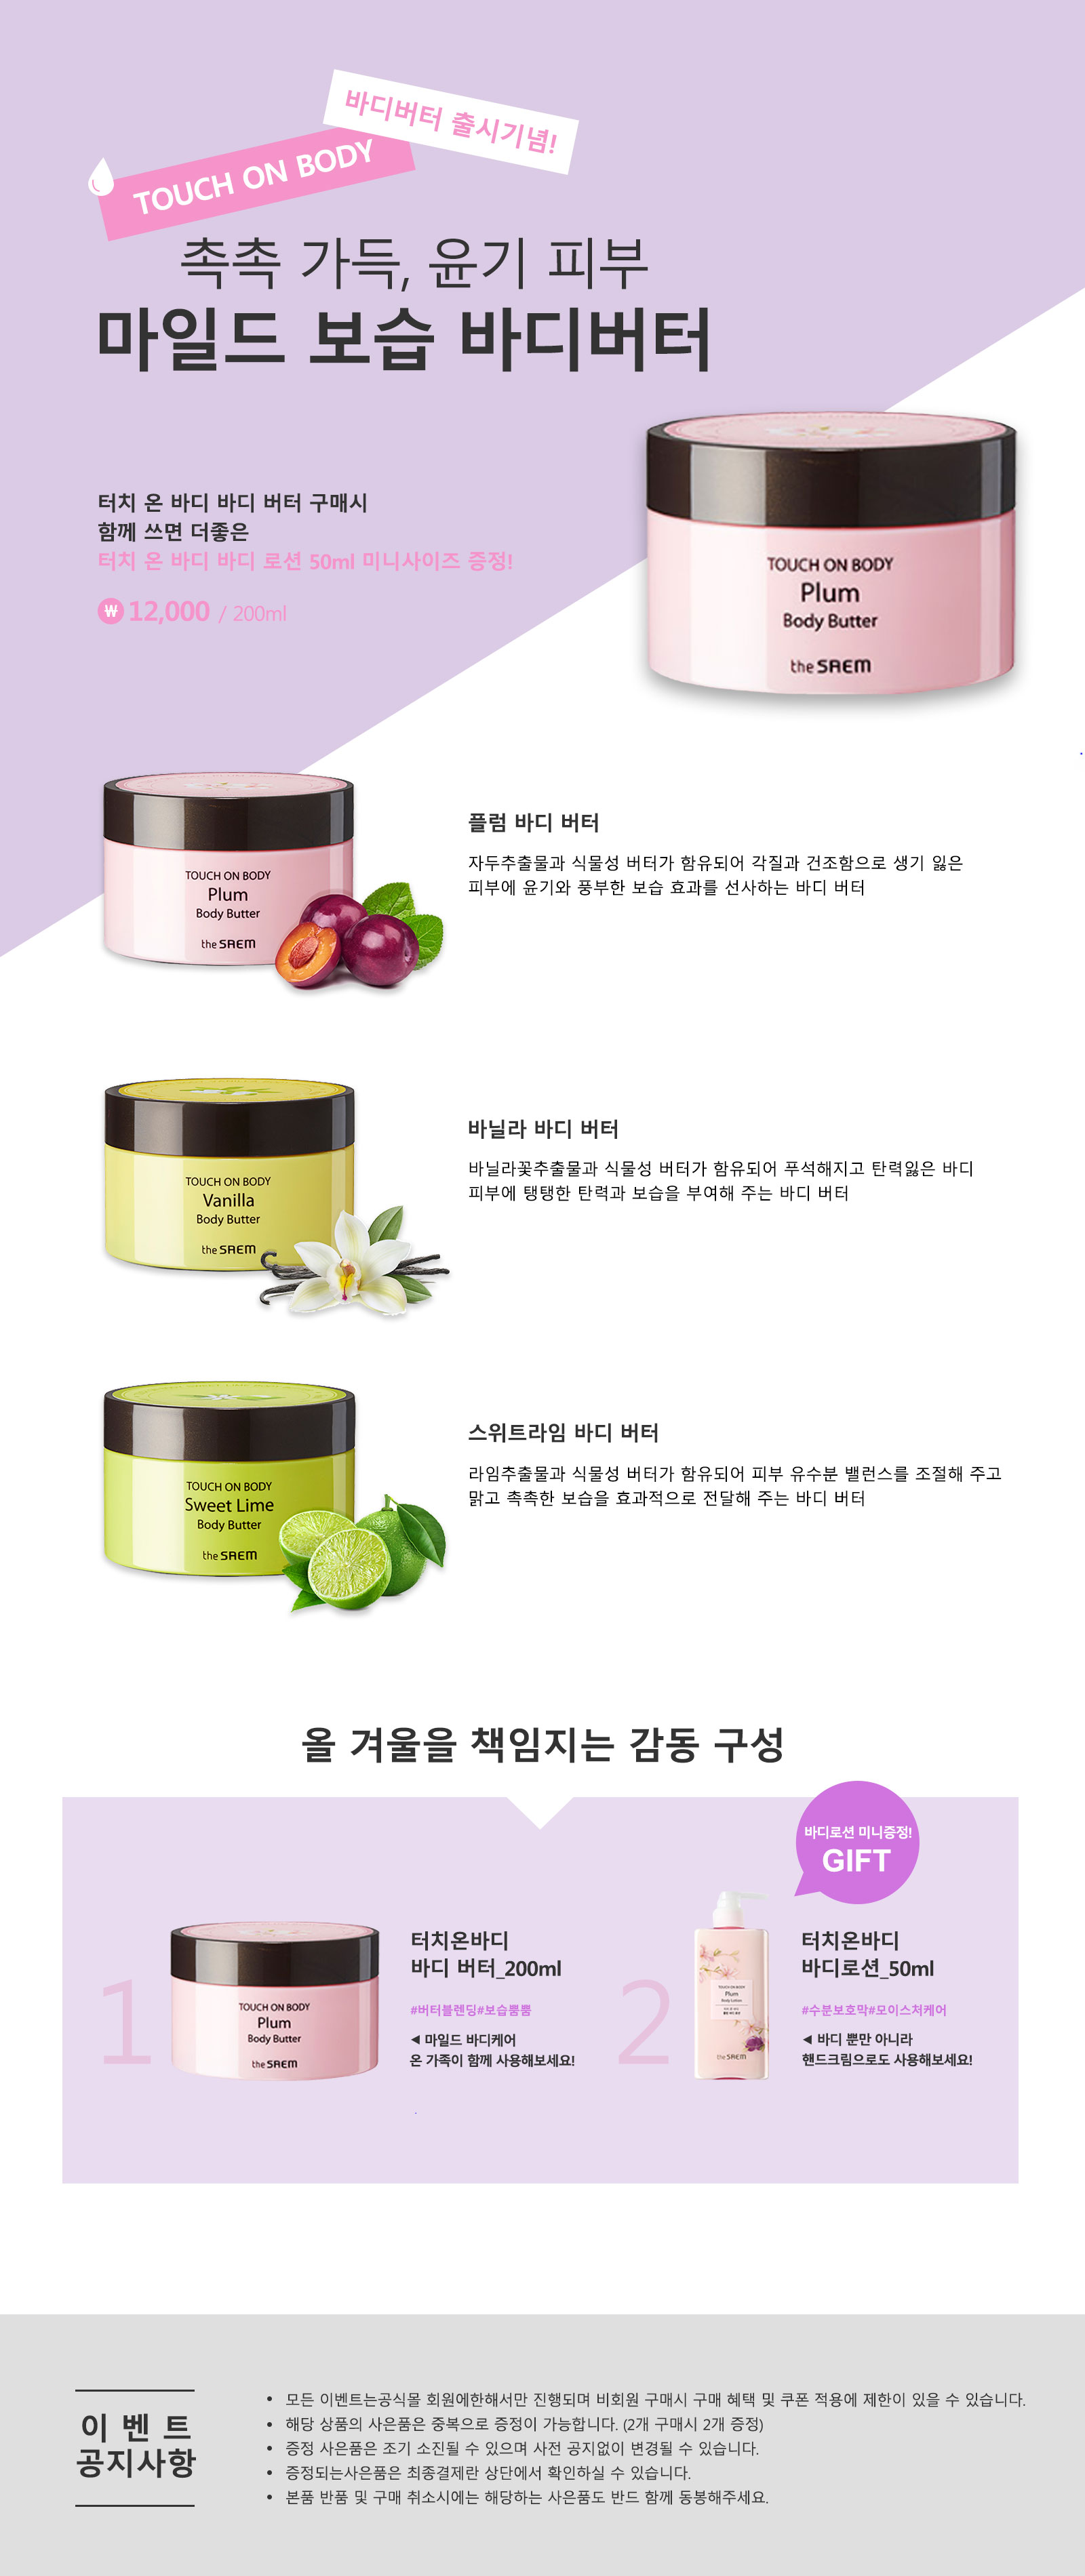 바디버터 출시기념!
TOUCH ON BODY
촉촉 가득, 윤기 피부
마일드 보습 바디버터
터치 온 바디 바디 버터 구매시
함께 쓰면 더좋은
터치 온 바디 바디 로션 50ml 미니사이즈 증정!
₩ 12,000 / 200ml
TOUCH ON BODY
Plum
Body Butter
the SAEM
TOUCH ON BODY
Plum
Body Butter
the SAEM
플럼 바디 버터
자두추출물과 식물성 버터가 함유되어 각질과 건조함으로 생기 잃은
피부에 윤기와 풍부한 보습 효과를 선사하는 바디 버터
TOUCH ON BODY
Vanilla
Body Butter
the SAEM
바닐라 바디 버터
바닐라꽃추출물과 식물성 버터가 함유되어 푸석해지고 탄력잃은 바디
피부에 탱탱한 탄력과 보습을 부여해 주는 바디 버터
TOUCH ON BODY
Sweet Lime
Body Butter
the SAEM
스위트라임 바디 버터
라임추출물과 식물성 버터가 함유되어 피부 유수분 밸런스를 조절해 주고
맑고 촉촉한 보습을 효과적으로 전달해 주는 바디 버터
올 겨울을 책임지는 감동 구성
바디로션 미니증정!
GIFT
1
TOUCH ON BODY
Plum
Body Butter
the SAEM
터치온바디
바디 버터_200ml
#버터블렌딩#보습뿜뿜
◀ 마일드 바디케어
온 가족이 함께 사용해보세요!
2
TOUCH ON BODY
Plum
Body Lotion
the SAEM
터치온바디
바디로션_50ml
#수분보호막#모이스처케어
◀ 바디 뿐만 아니라
핸드크림으로도 사용해보세요!
이 벤 트
공지사항
• 모든 이벤트는공식몰 회원에한해서만 진행되며 비회원 구매시 구매 혜택 및 쿠폰 적용에 제한이 있을 수 있습니다.
• 해당 상품의 사은품은 중복으로 증정이 가능합니다. (2개 구매시 2개 증정)
• 증정 사은품은 조기 소진될 수 있으며 사전 공지없이 변경될 수 있습니다.
• 증정되는사은품은 최종결제란 상단에서 확인하실 수 있습니다.
• 본품 반품 및 구매 취소시에는 해당하는 사은품도 반드 함께 동봉해주세요.